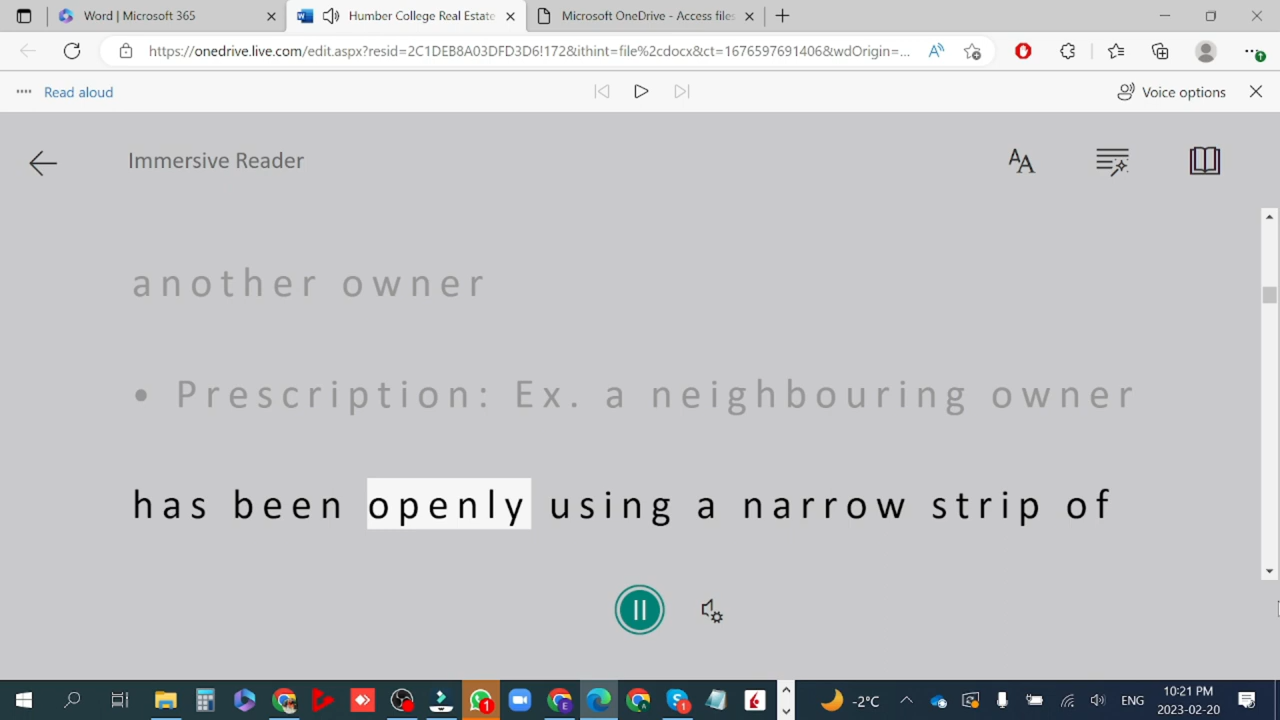 Word | Microsoft 365
Humber College Real Estate
Microsoft OneDrive - Access files
https://onedrive.live.com/edit.aspx?resid=2C1DEB8A03DFD3D6!172&ithint=file%2cdocx&ct=1676597691406&wdOrigin=...
Read aloud
Voice options
Immersive Reader
another owner
• Prescription: Ex. a neighbouring owner
has been openly using a narrow strip of
-2°C
ENG
10:21 PM
2023-02-20